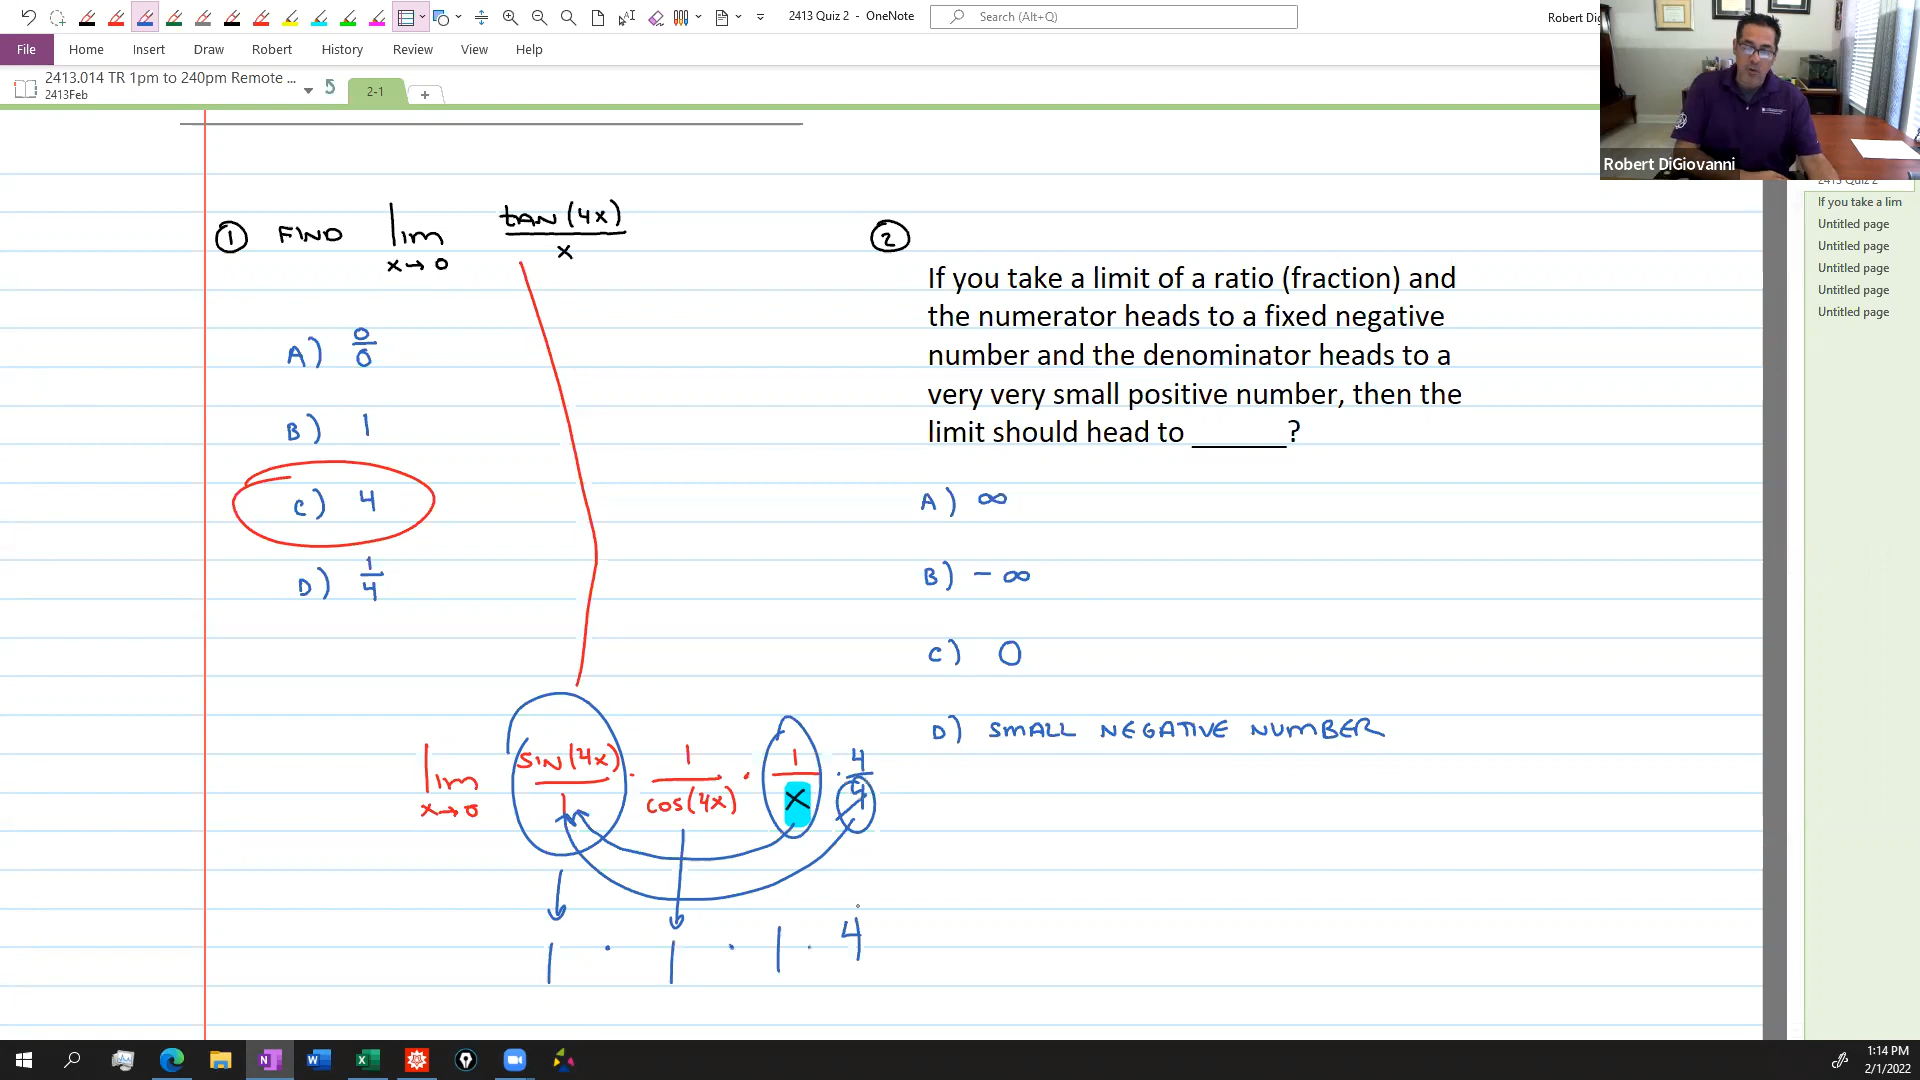 2413 Quiz 2 - OneNote
Search (Alt+Q)
Robert Dig
File Home Insert Draw Robert History Review View Help
2413.014 TR 1pm to 240pm Remote ...
2413Feb
2-1
Robert DiGiovanni
2413 Quiz 2
If you take a lim
Untitled page
Untitled page
Untitled page
Untitled page
Untitled page
① FIND lim x→0 tan(4x)/x
A) 0/0
B) 1
C) 4
D) 1/4
lim x→0 sin(4x)/1 · 1/cos(4x) · 1/x · 4/4
1 · 1 · 1 · 4
②
If you take a limit of a ratio (fraction) and
the numerator heads to a fixed negative
number and the denominator heads to a
very very small positive number, then the
limit should head to ______?
A) ∞
B) - ∞
C) 0
D) SMALL NEGATIVE NUMBER
1:14 PM
2/1/2022